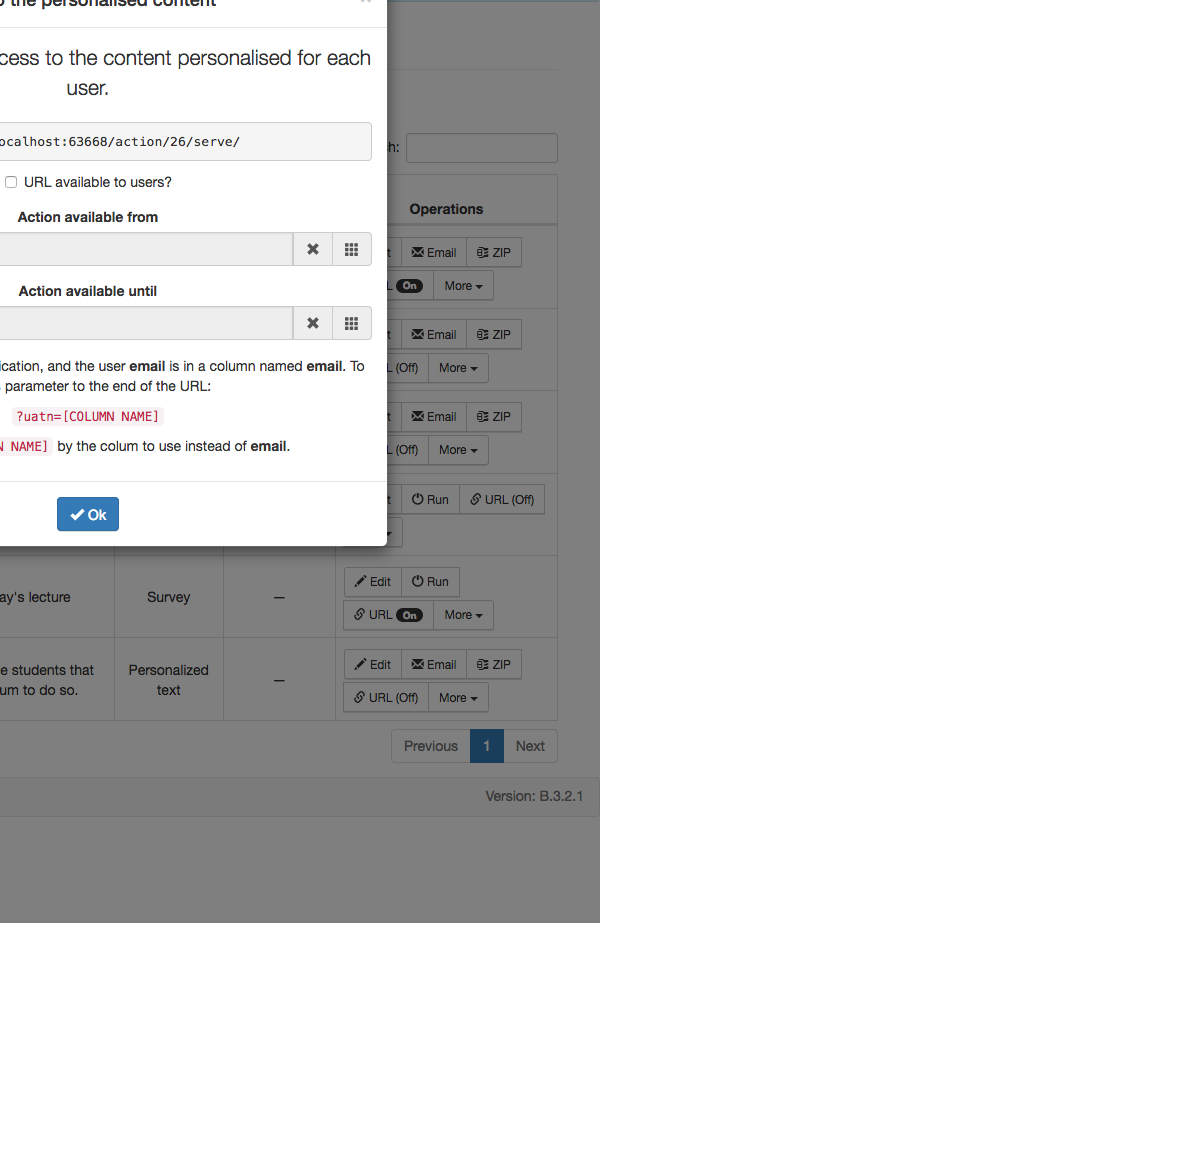 the personalised content
to the content personalised for each
user.
localhost:63668/action/26/serve/
URL available to users?
Action available from
Action available until
and the user email is in a column named email. To
parameter to the end of the URL:
?uatn=[COLUMN NAME]
NAME] by the colum to use instead of email.
Ok
Operations
Email ZIP
On More
Email ZIP
(Off) More
Email ZIP
(Off) More
Run URL (Off)
lecture Survey — Edit Run
URL On More
students that Personalized — Edit Email ZIP
to do so. text URL (Off) More
Previous 1 Next
Version: B.3.2.1